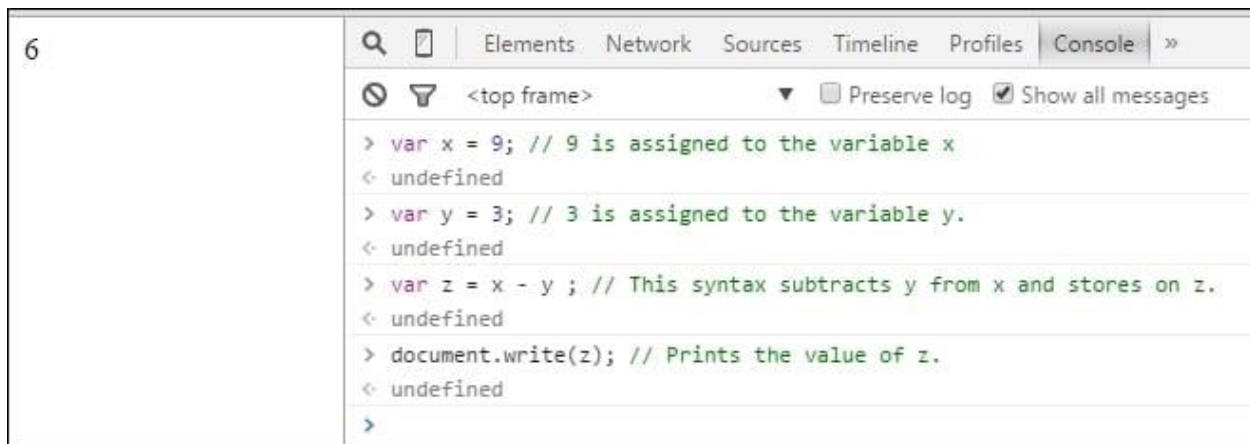 6
Elements Network Sources Timeline Profiles Console »
<top frame> ▼ Preserve log Show all messages
> var x = 9; // 9 is assigned to the variable x
<· undefined
> var y = 3; // 3 is assigned to the variable y.
<· undefined
> var z = x - y ; // This syntax subtracts y from x and stores on z.
<· undefined
> document.write(z); // Prints the value of z.
<· undefined
>